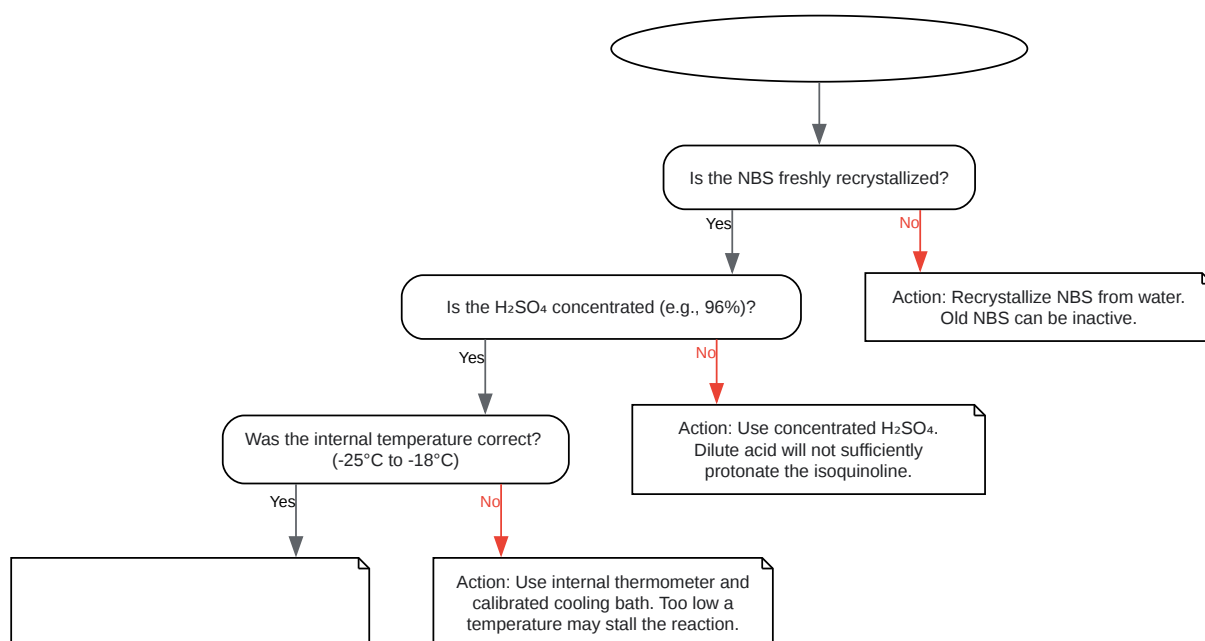 Is the NBS freshly recrystallized?
Yes
No
Is the H₂SO₄ concentrated (e.g., 96%)?
Action: Recrystallize NBS from water.
Old NBS can be inactive.
Yes
No
Was the internal temperature correct?
(-25°C to -18°C)
Action: Use concentrated H₂SO₄.
Dilute acid will not sufficiently
protonate the isoquinoline.
Yes
No
Action: Use internal thermometer and
calibrated cooling bath. Too low a
temperature may stall the reaction.